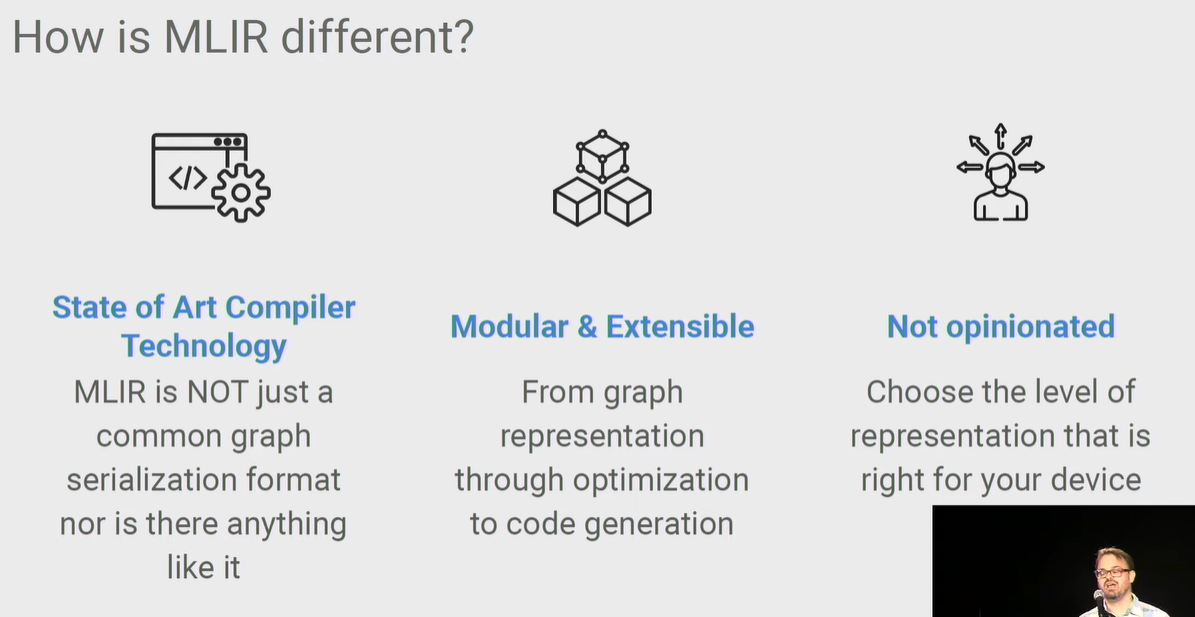 How is MLIR different?
</>
State of Art Compiler
Technology
MLIR is NOT just a
common graph
serialization format
nor is there anything
like it
Modular & Extensible
From graph
representation
through optimization
to code generation
Not opinionated
Choose the level of
representation that is
right for your device